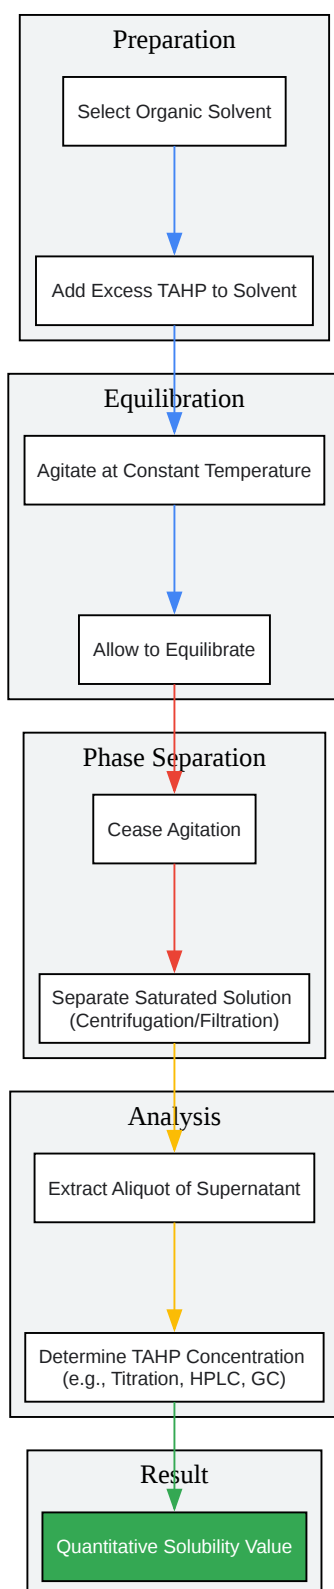 Preparation
Select Organic Solvent
Add Excess TAHP to Solvent
Equilibration
Agitate at Constant Temperature
Allow to Equilibrate
Phase Separation
Cease Agitation
Separate Saturated Solution
(Centrifugation/Filtration)
Analysis
Extract Aliquot of Supernatant
Determine TAHP Concentration
(e.g., Titration, HPLC, GC)
Result
Quantitative Solubility Value